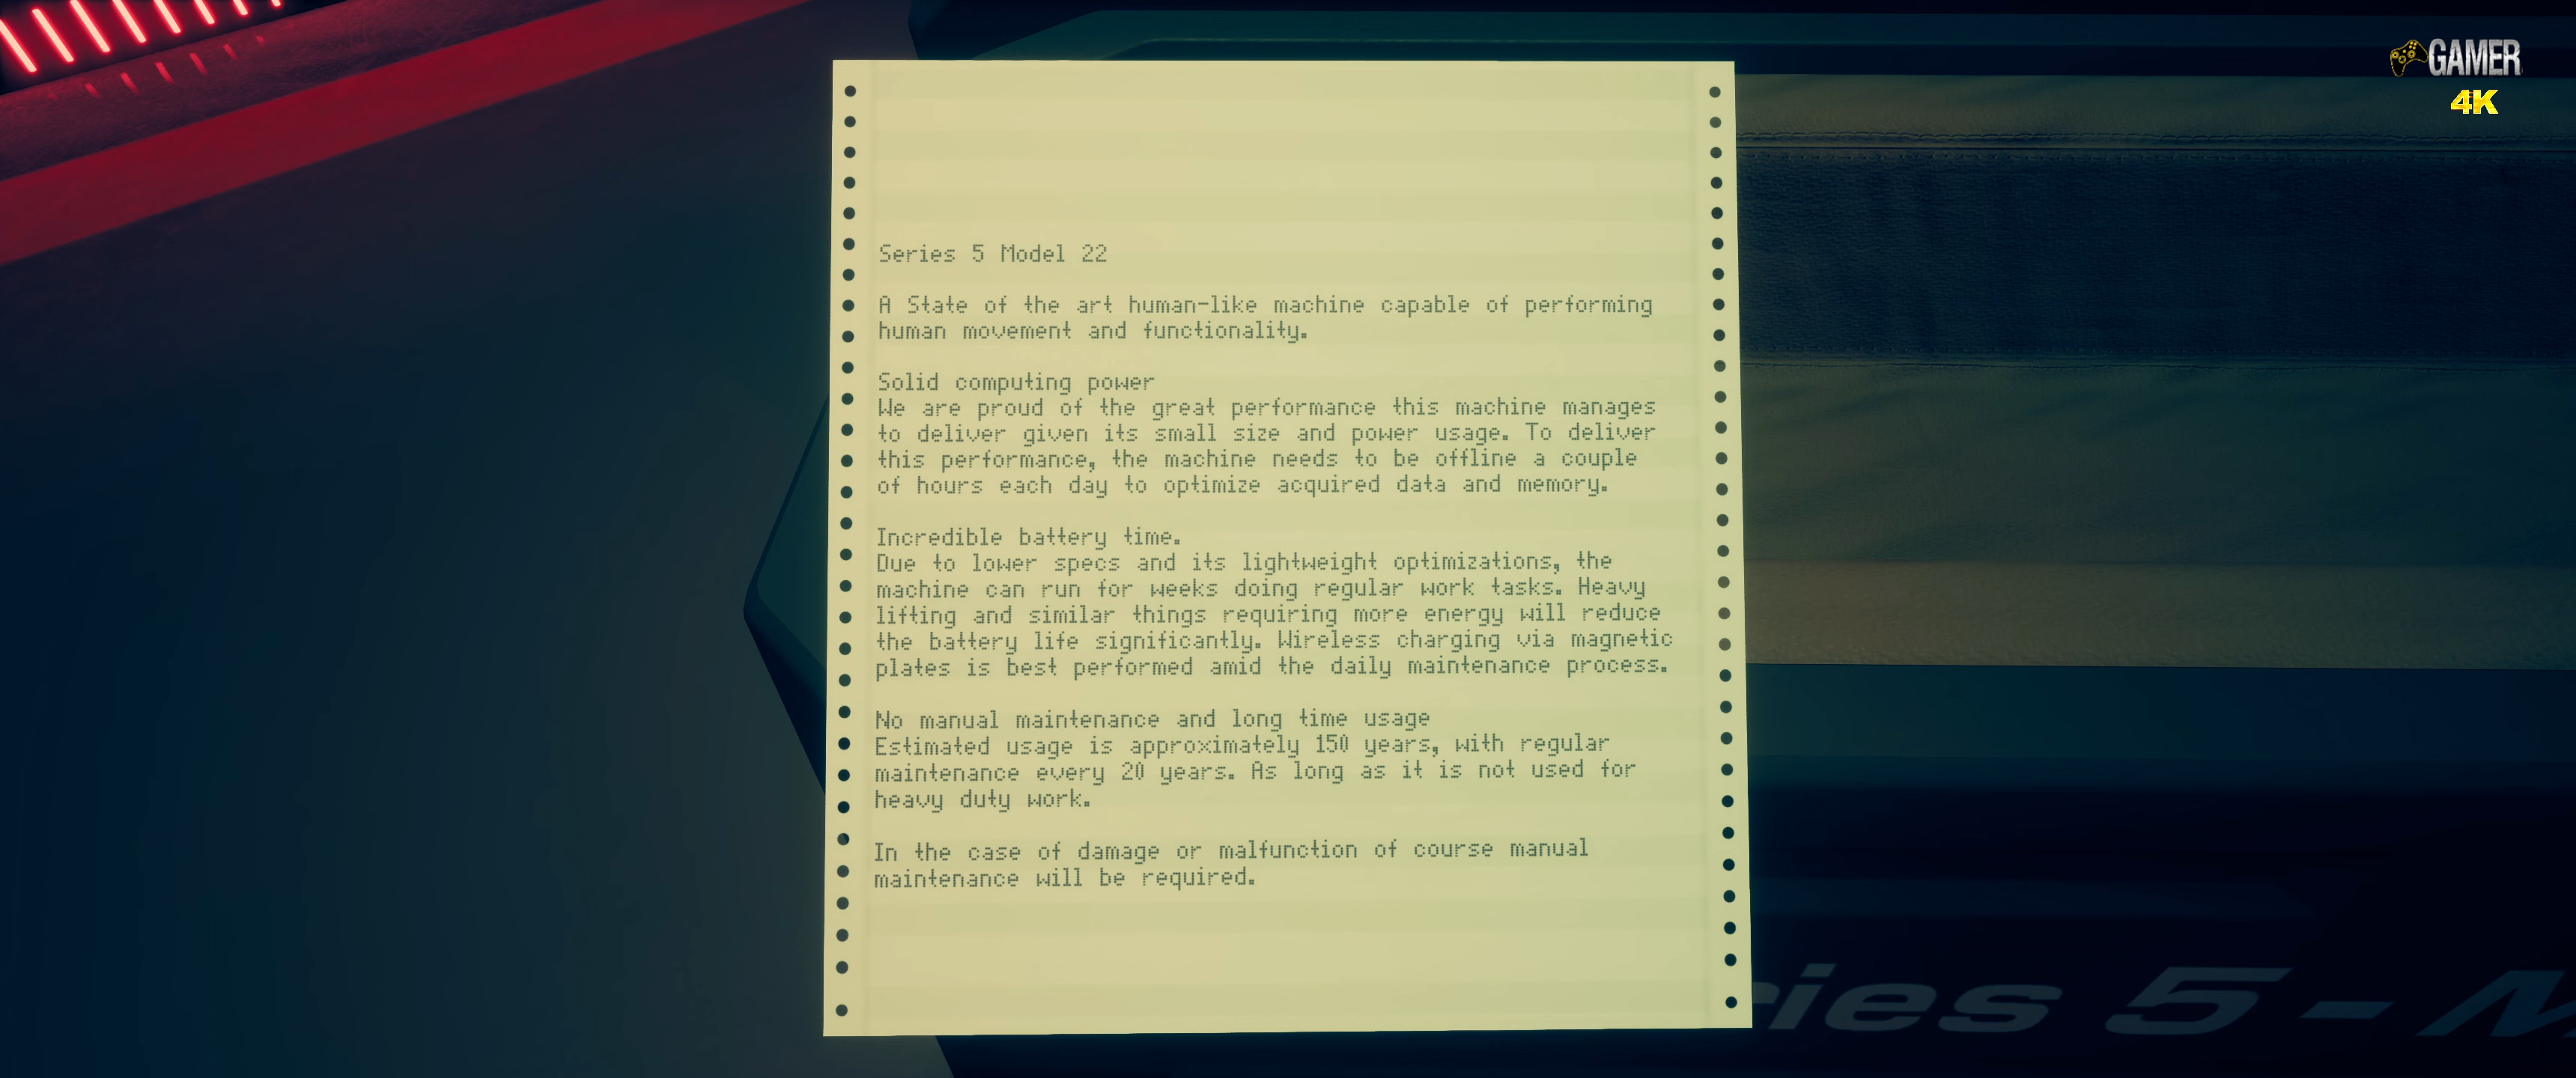 GAMER
4K
Series 5 Model 22
A State of the art human-like machine capable of performing
human movement and functionality.
Solid computing power
We are proud of the great performance this machine manages
to deliver given its small size and power usage. To deliver
this performance, the machine needs to be offline a couple
of hours each day to optimize acquired data and memory.
Incredible battery time.
Due to lower specs and its lightweight optimizations, the
machine can run for weeks doing regular work tasks. Heavy
lifting and similar things requiring more energy will reduce
the battery life significantly. Wireless charging via magnetic
plates is best performed amid the daily maintenance process.
No manual maintenance and long time usage
Estimated usage is approximately 150 years, with regular
maintenance every 20 years. As long as it is not used for
heavy duty work.
In the case of damage or malfunction of course manual
maintenance will be required.
ries 5 - M